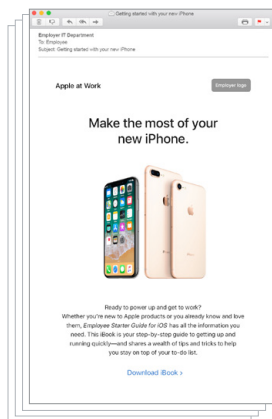 Getting started with your new iPhone
Employer IT Department
To: Employee
Subject: Getting started with your new iPhone
Apple at Work
Employer logo
Make the most of your
new iPhone.
Ready to power up and get to work?
Whether you're new to Apple products or you already know and love
them, Employee Starter Guide for iOS has all the information you
need. This iBook is your step-by-step guide to getting up and
running quickly—and shares a wealth of tips and tricks to help
you stay on top of your to-do list.
Download iBook >